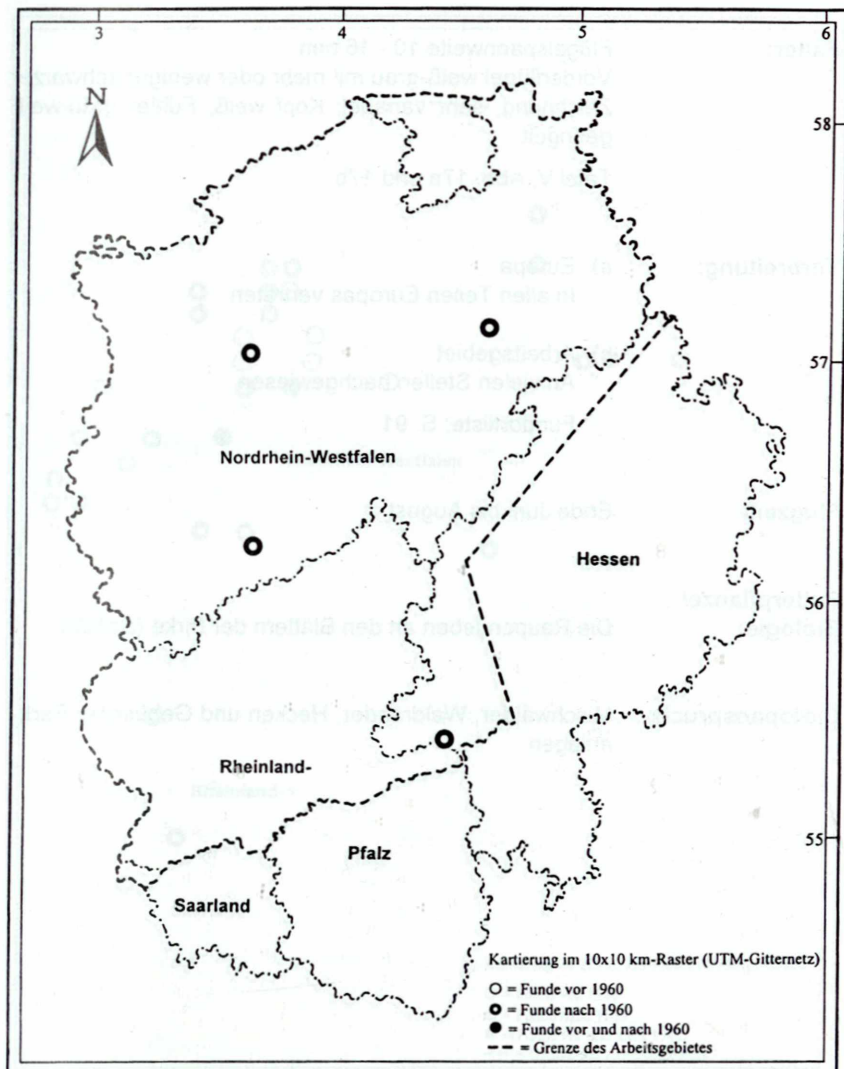 3 4 5 6
N
58
57
Nordrhein-Westfalen
Hessen
56
Rheinland-
55
Pfalz
Saarland
Kartierung im 10x10 km-Raster (UTM-Gitternetz)
= Funde vor 1960
= Funde nach 1960
= Funde vor und nach 1960
= Grenze des Arbeitsgebietes